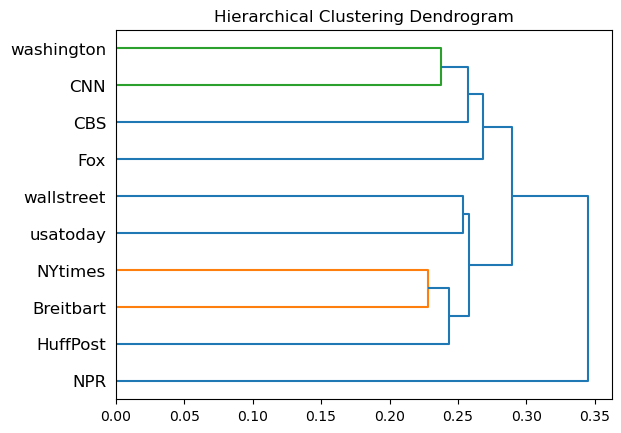 Hierarchical Clustering Dendrogram
washington
CNN
CBS
Fox
wallstreet
usatoday
NYtimes
Breitbart
HuffPost
NPR
0.00 0.05 0.10 0.15 0.20 0.25 0.30 0.35